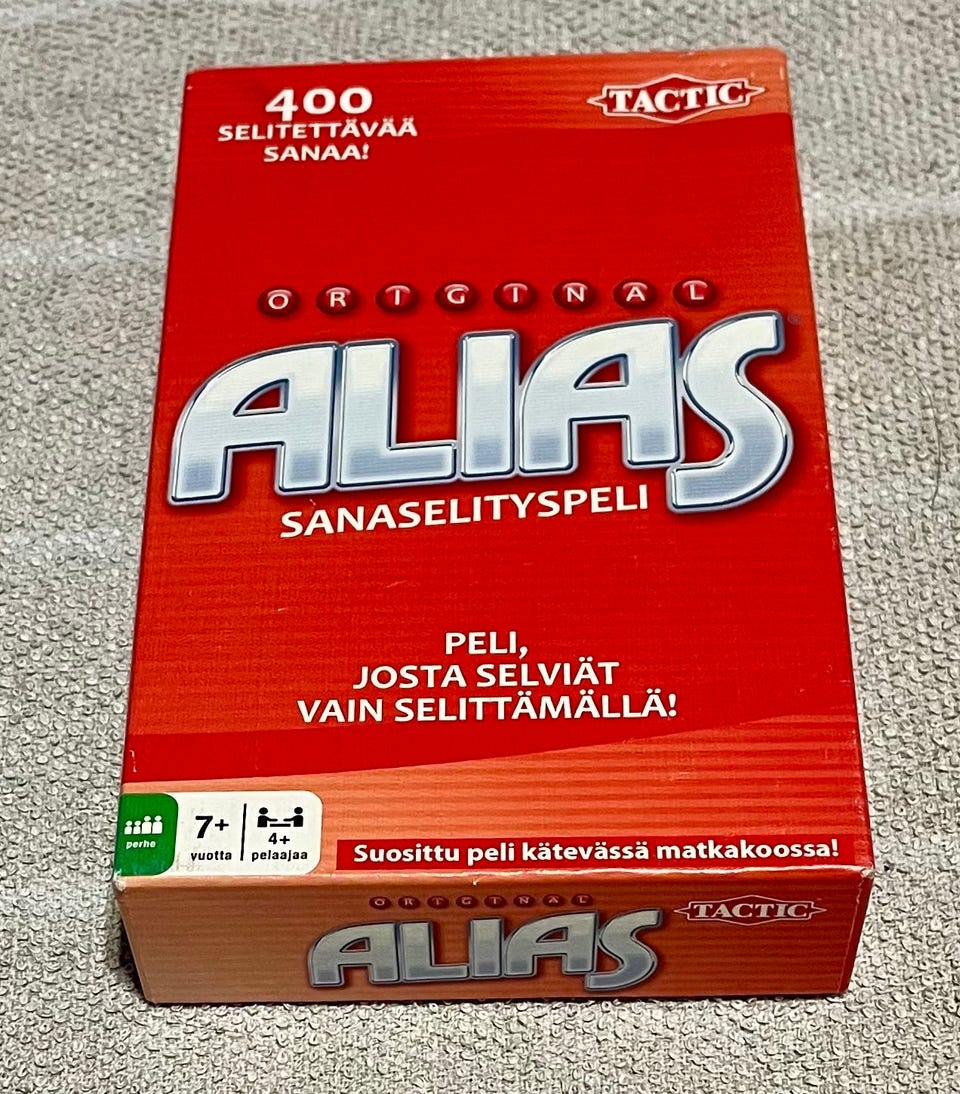 400
SELITETTÄVÄÄ
SANAA!
TACTIC
ORIGINAL
ALIAS
SANASELITYSPELI
PELI,
JOSTA SELVIÄT
VAIN SELITTÄMÄLLÄ!
perhe
7+
vuotta
4+
pelaajaa
Suosittu peli kätevässä matkakoossa!
ORIGINAL
ALIAS
TACTIC